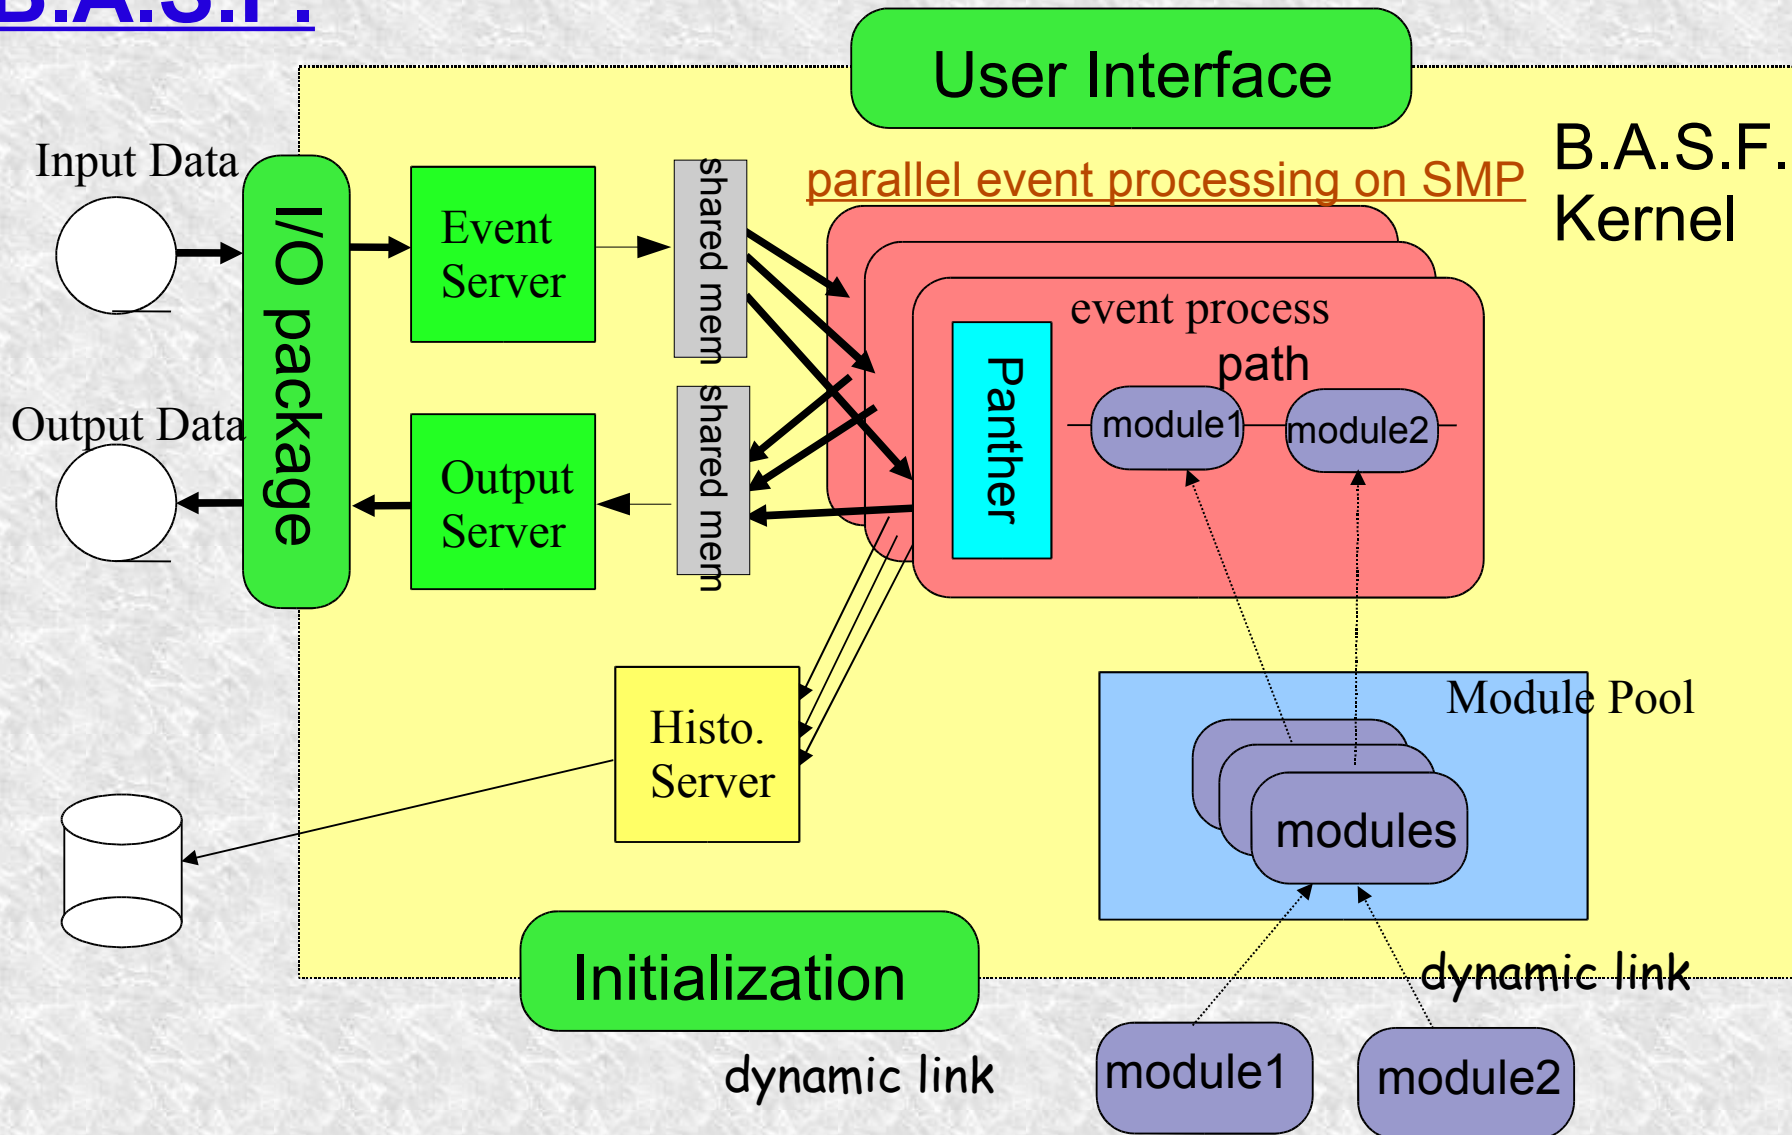 B.A.S.F.
User Interface
B.A.S.F.
Kernel
Input Data
I/O package
Event
Server
shared mem
parallel event processing on SMP
event process
path
Panther
module1
module2
Output Data
Output
Server
shared mem
Histo.
Server
Module Pool
modules
Initialization
dynamic link
dynamic link
module1
module2